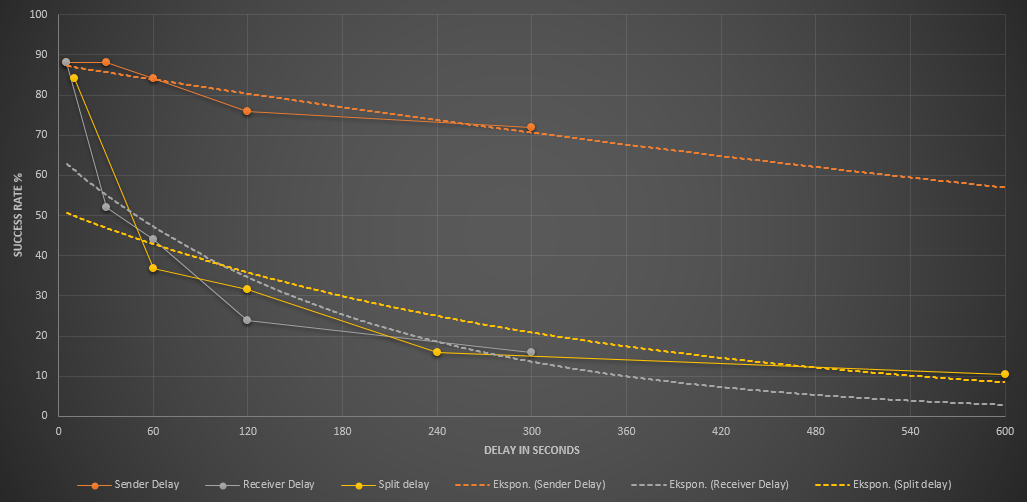 100
90
80
70
60
50
40
30
20
10
0
SUCCESS RATE %
0 60 120 180 240 300 360 420 480 540 600
DELAY IN SECONDS
Sender Delay Receiver Delay Split delay Ekspon. (Sender Delay) Ekspon. (Receiver Delay) Ekspon. (Split delay)